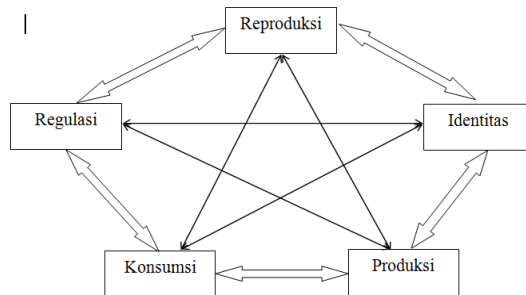 Reproduksi
Regulasi
Identitas
Konsumsi
Produksi